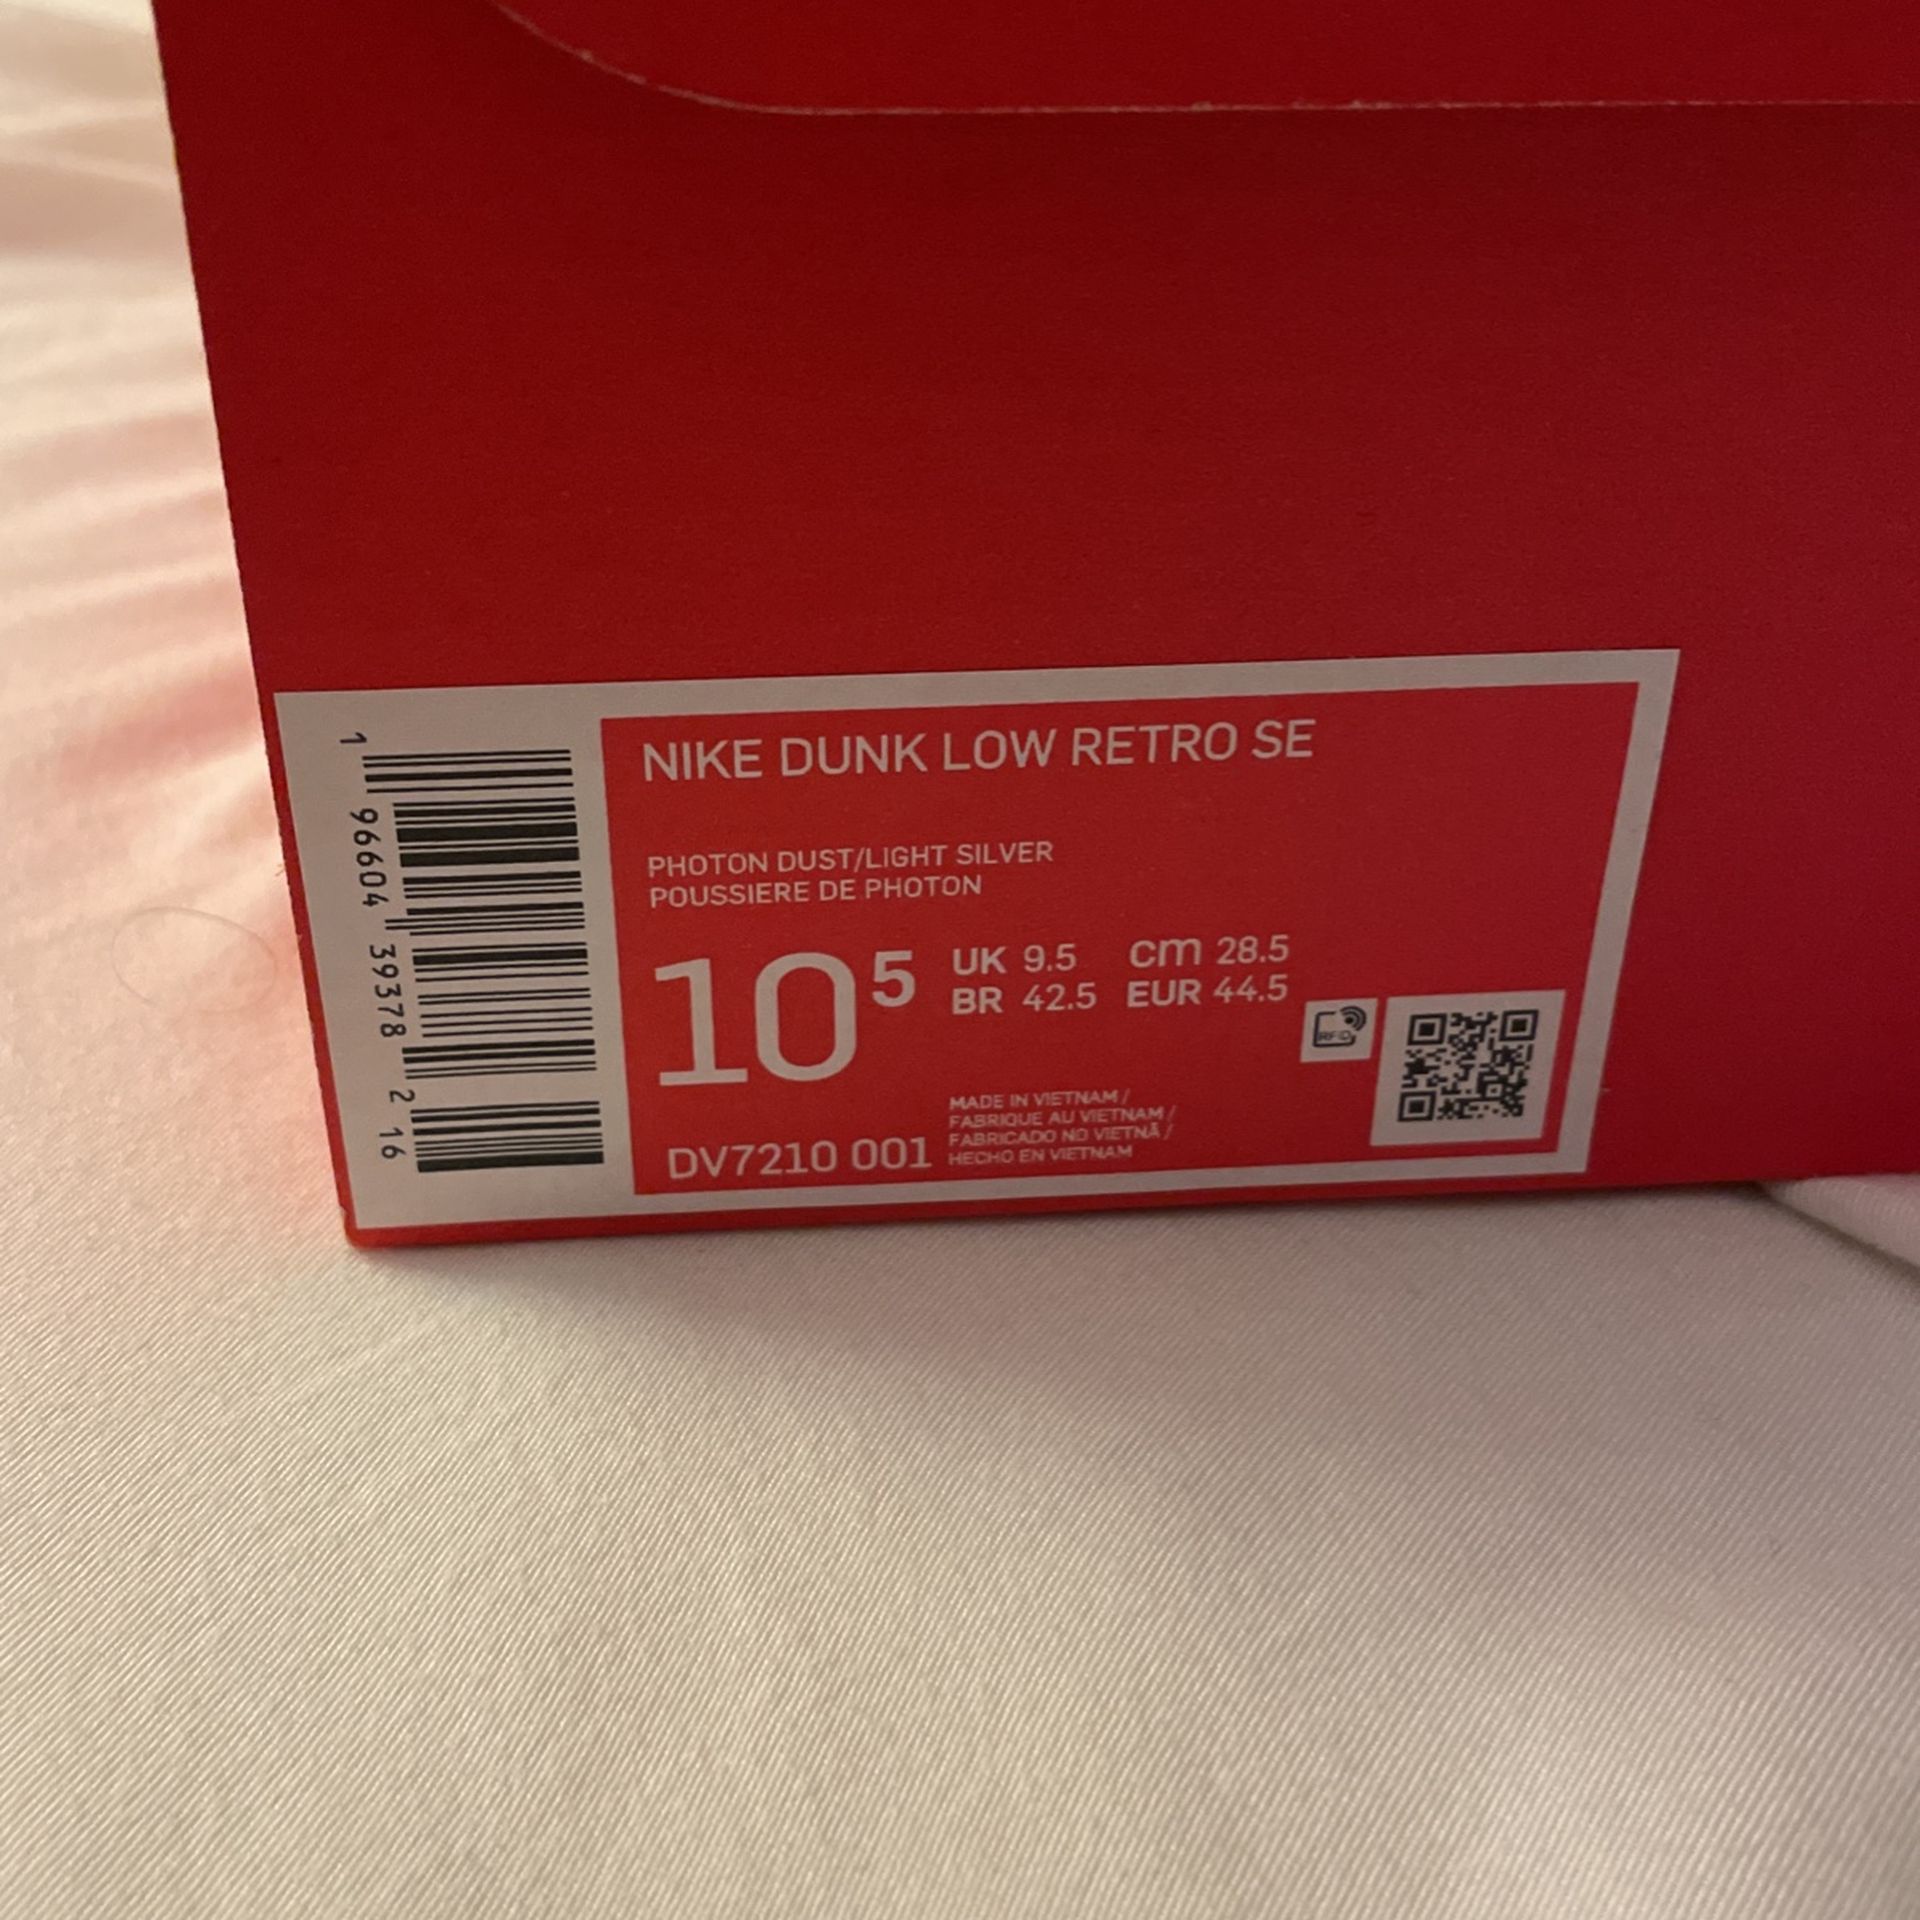 NIKE DUNK LOW RETRO SE
PHOTON DUST/LIGHT SILVER
POUSSIERE DE PHOTON
10 5
UK 9.5 cm 28.5
BR 42.5 EUR 44.5
RFID
MADE IN VIETNAM /
FABRIQUE AU VIETNAM /
FABRICADO NO VIETNÃ /
HECHO EN VIETNAM
DV7210 001
1 96604 39378 2 16